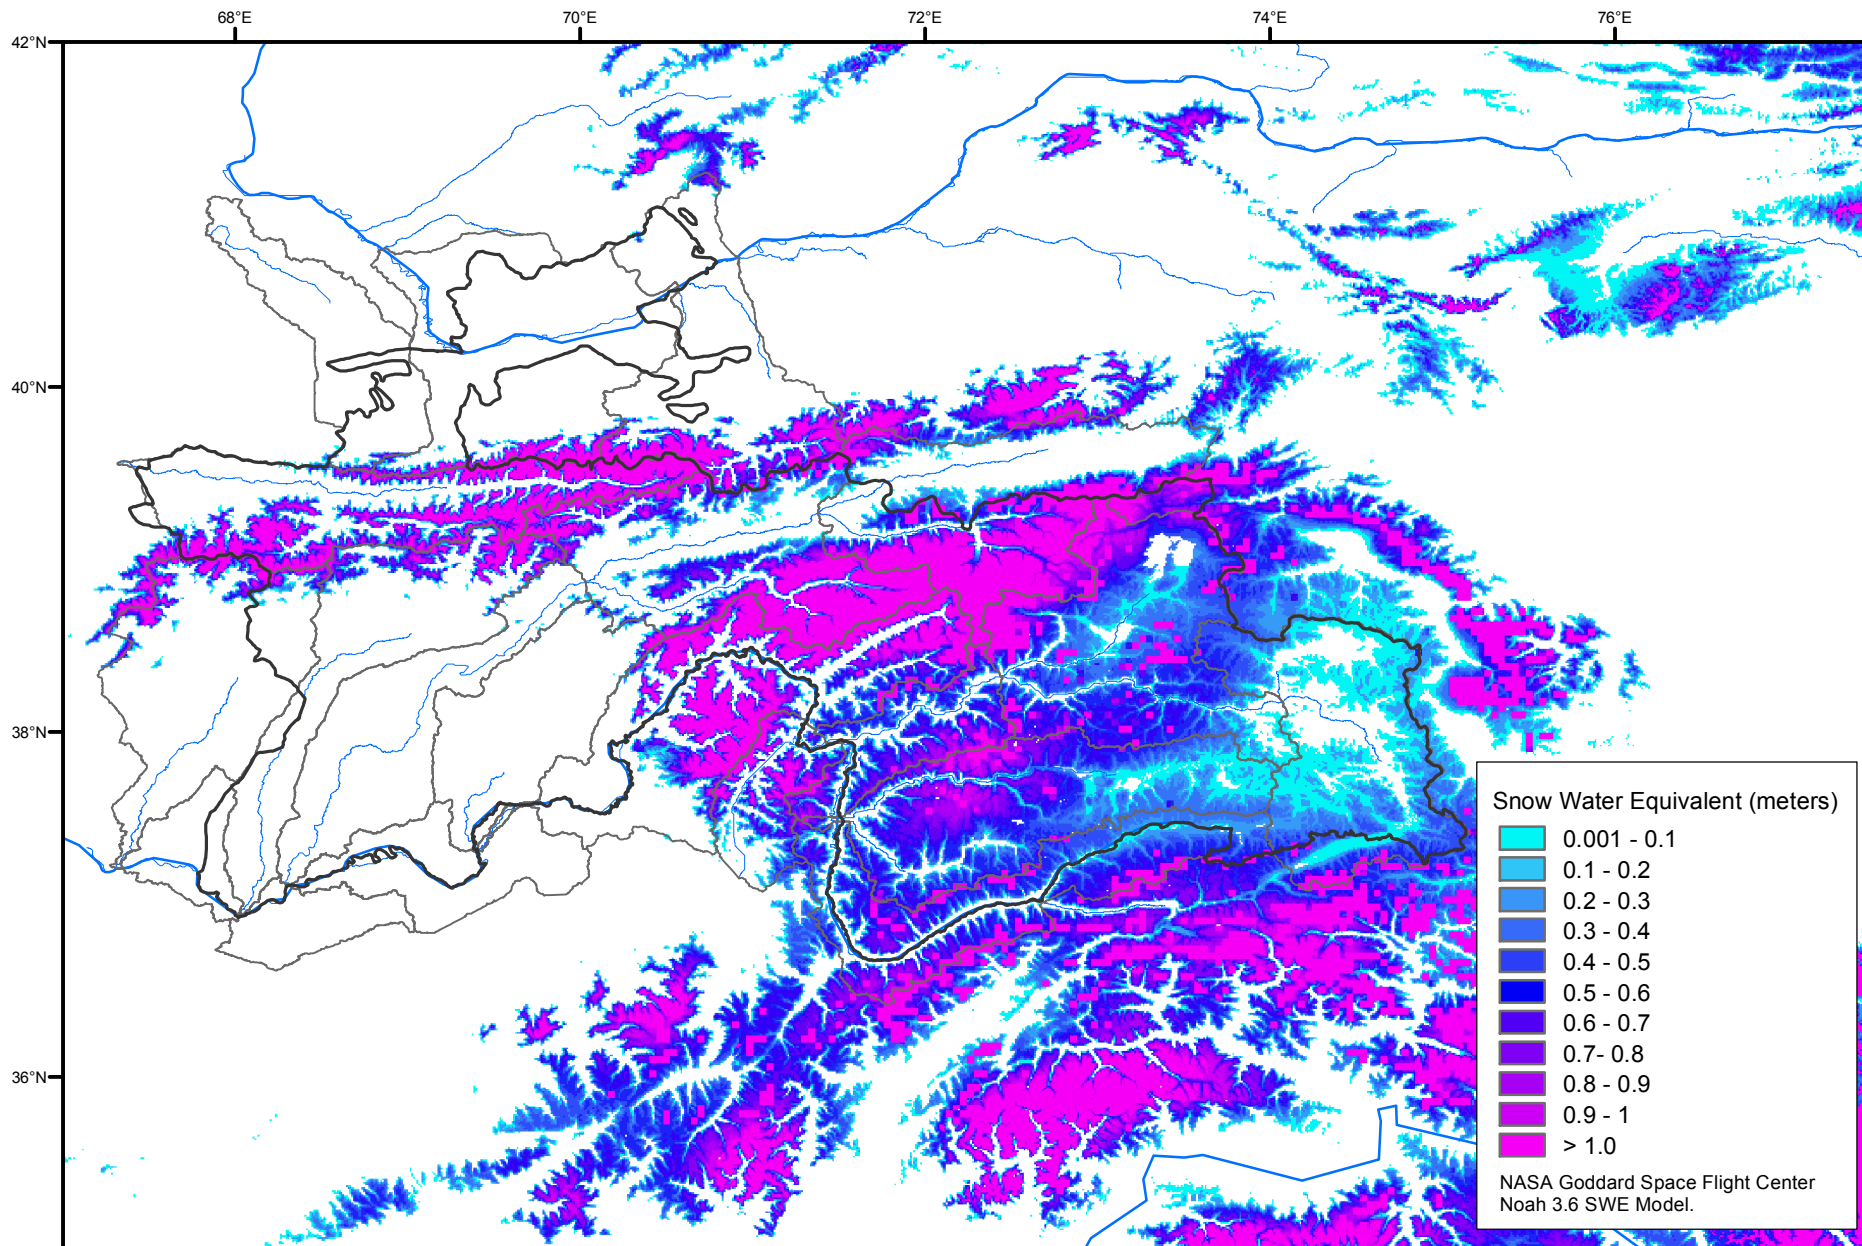 68°E
70°E
72°E
74°E
76°E
42°N
40°N
38°N
36°N
Snow Water Equivalent (meters)
0.001 - 0.1
0.1 - 0.2
0.2 - 0.3
0.3 - 0.4
0.4 - 0.5
0.5 - 0.6
0.6 - 0.7
0.7- 0.8
0.8 - 0.9
0.9 - 1
> 1.0
NASA Goddard Space Flight Center
Noah 3.6 SWE Model.